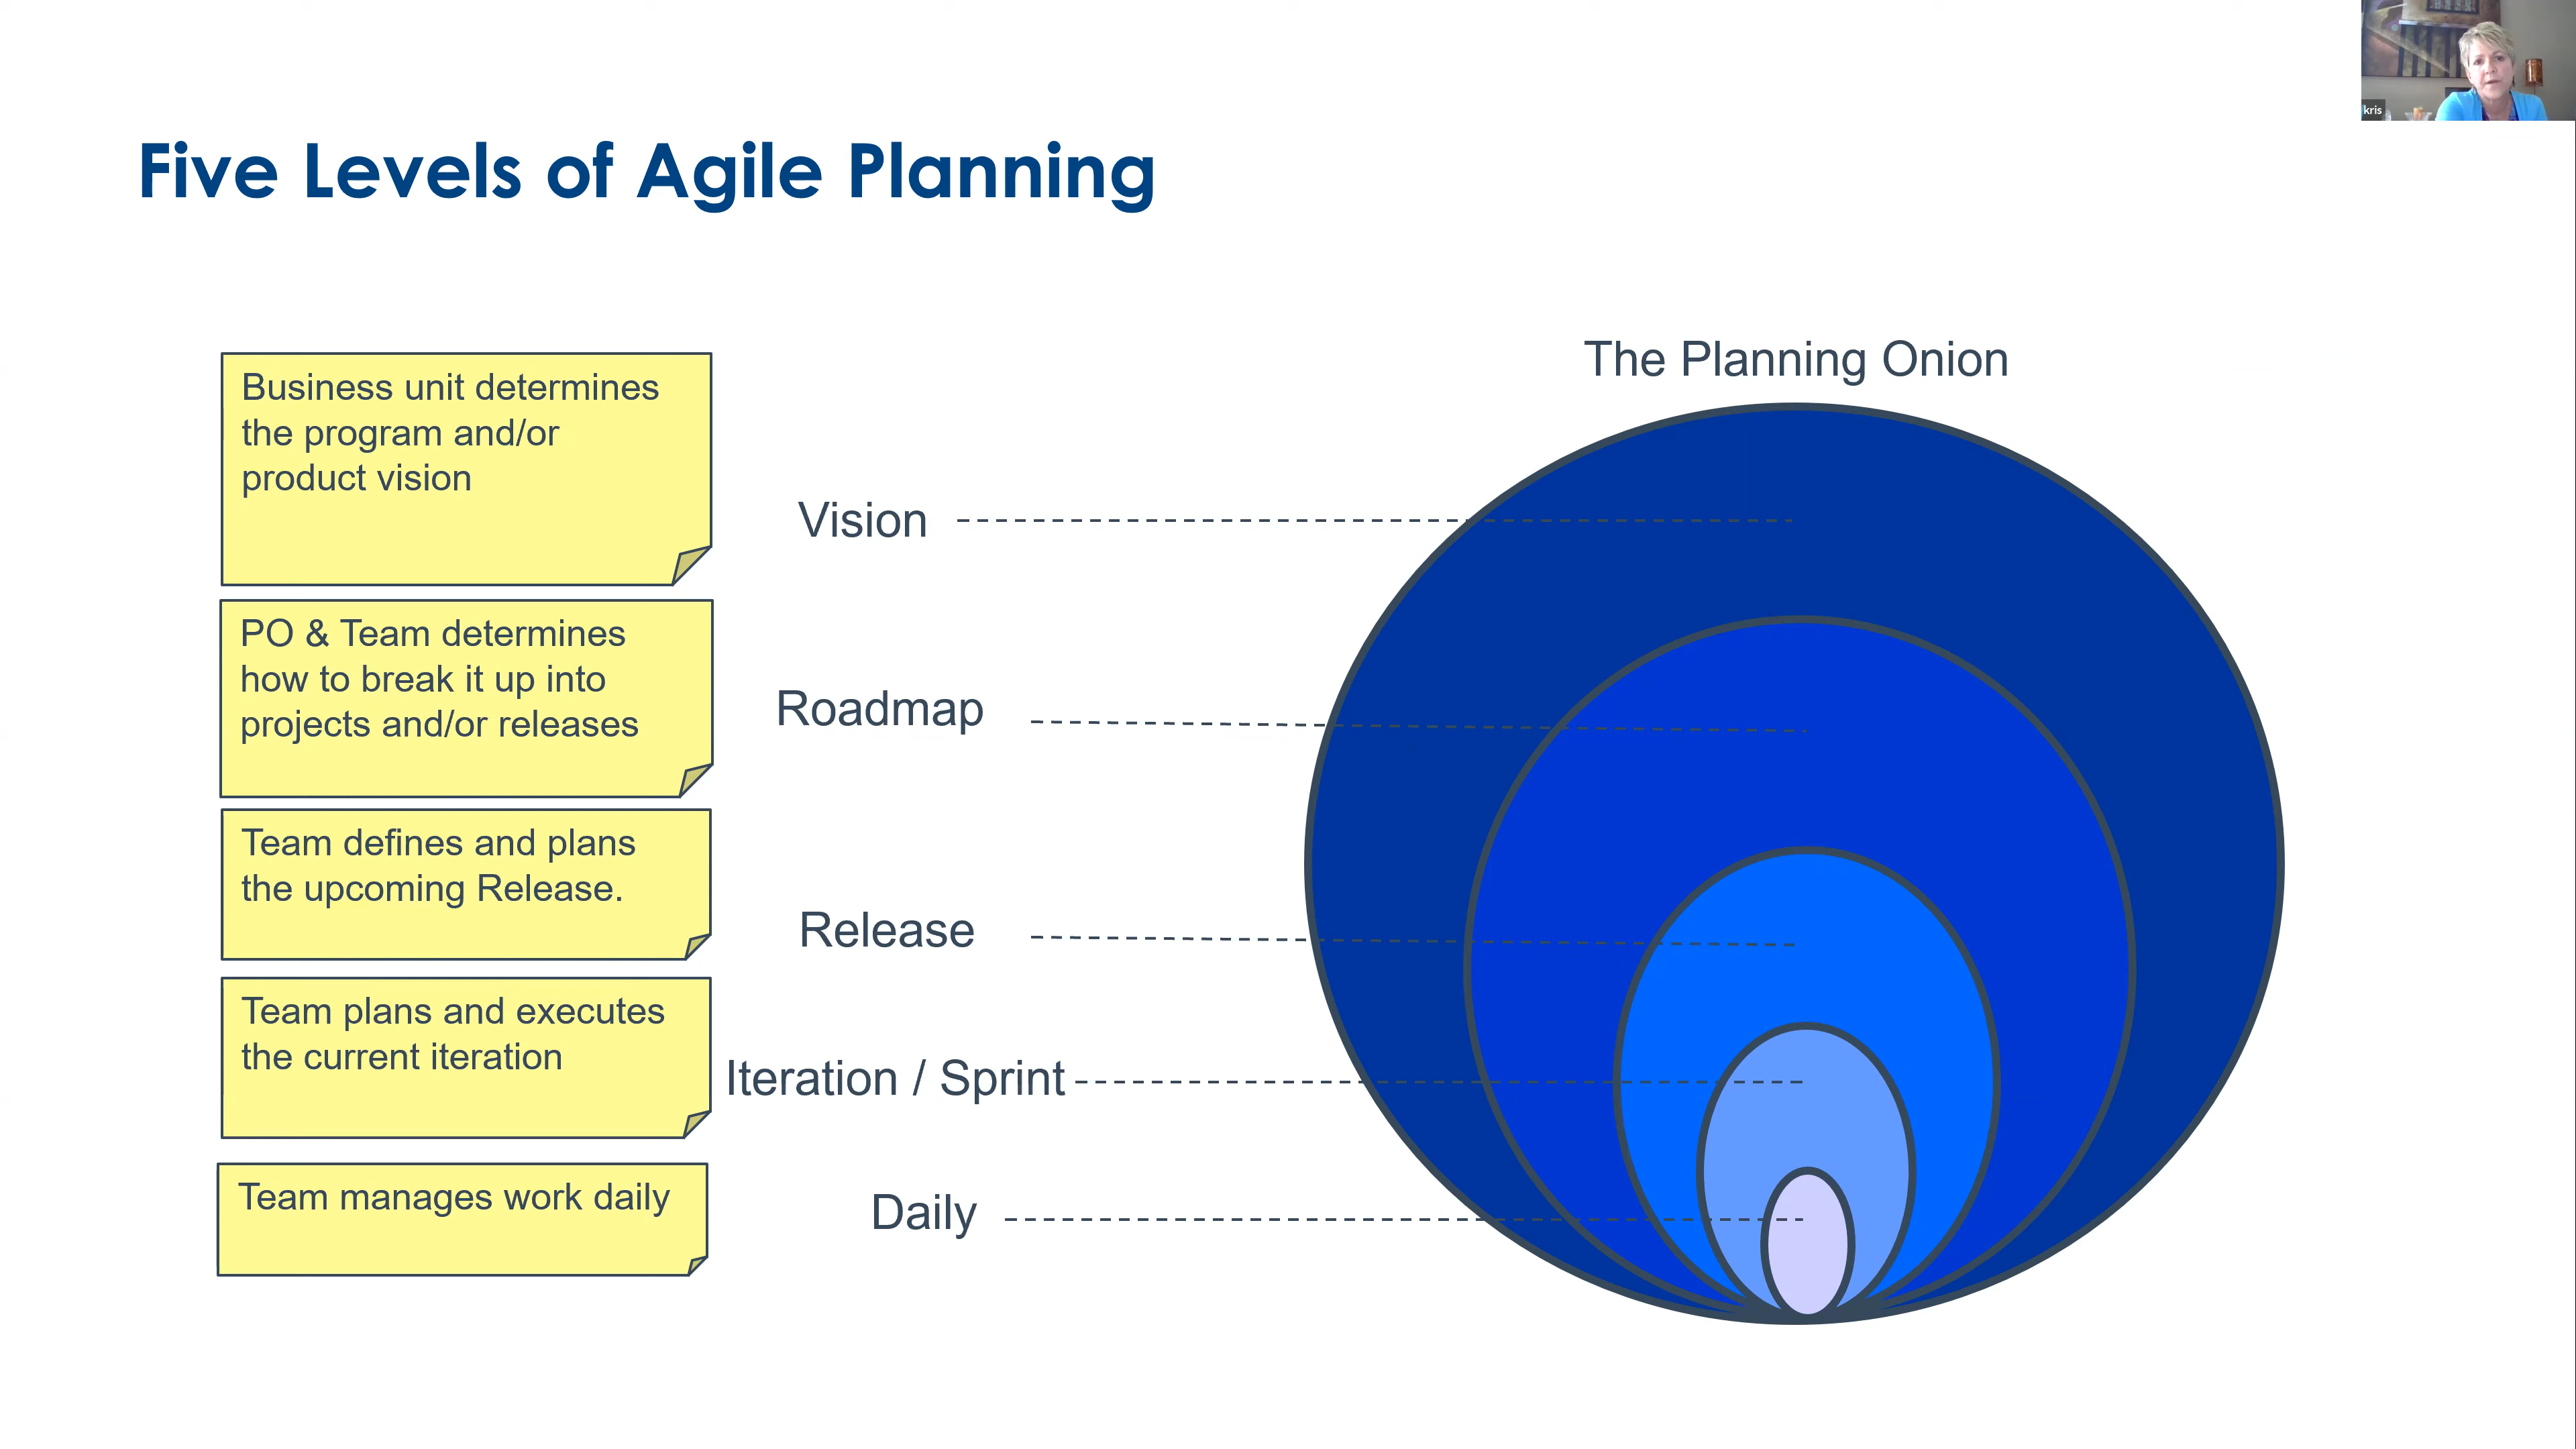 kris
Five Levels of Agile Planning
Business unit determines
the program and/or
product vision
PO & Team determines
how to break it up into
projects and/or releases
Team defines and plans
the upcoming Release.
Team plans and executes
the current iteration
Team manages work daily
Vision
Roadmap
Release
Iteration / Sprint
Daily
The Planning Onion